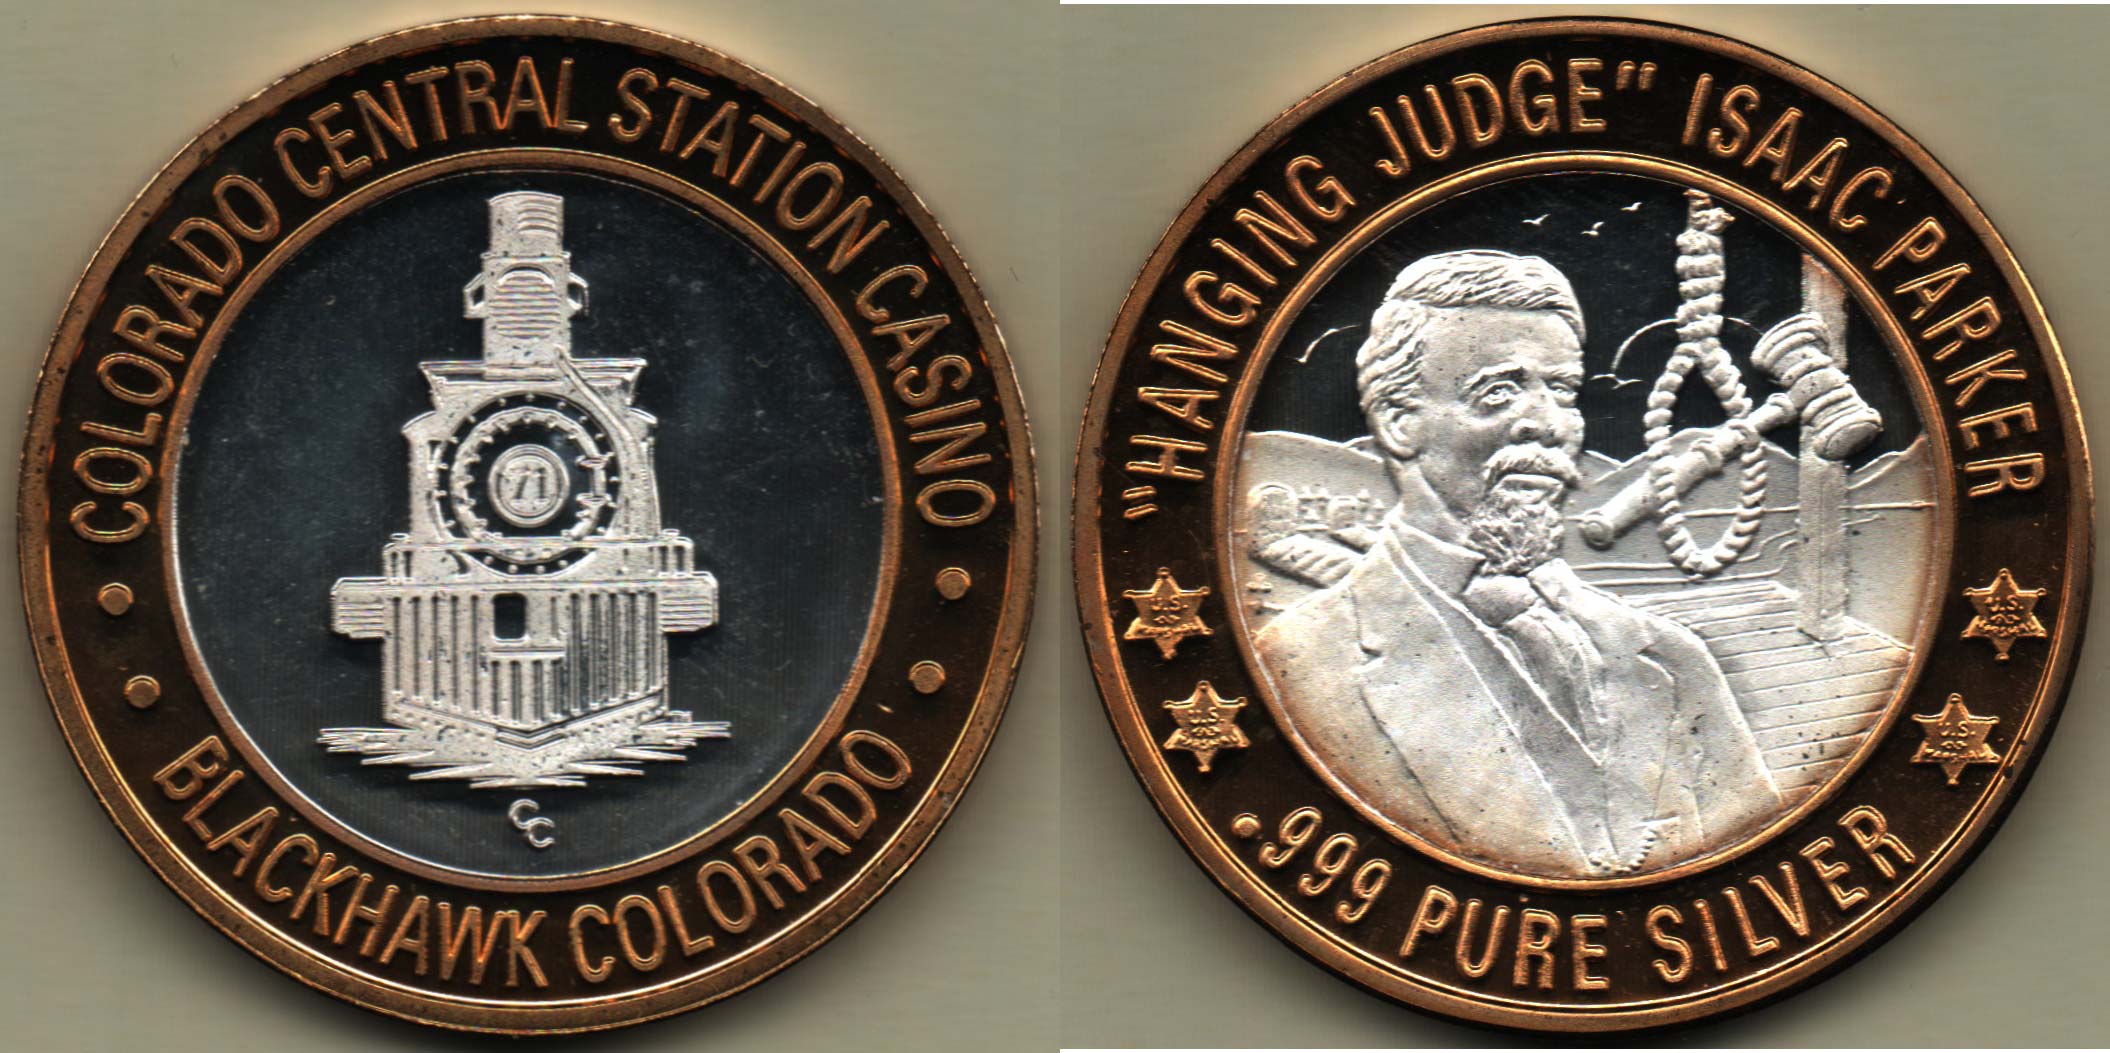 COLORADO CENTRAL STATION CASINO
71
CC
BLACKHAWK COLORADO
"HANGING JUDGE" ISAAC PARKER
U.S.
U.S.
U.S.
U.S.
.999 PURE SILVER